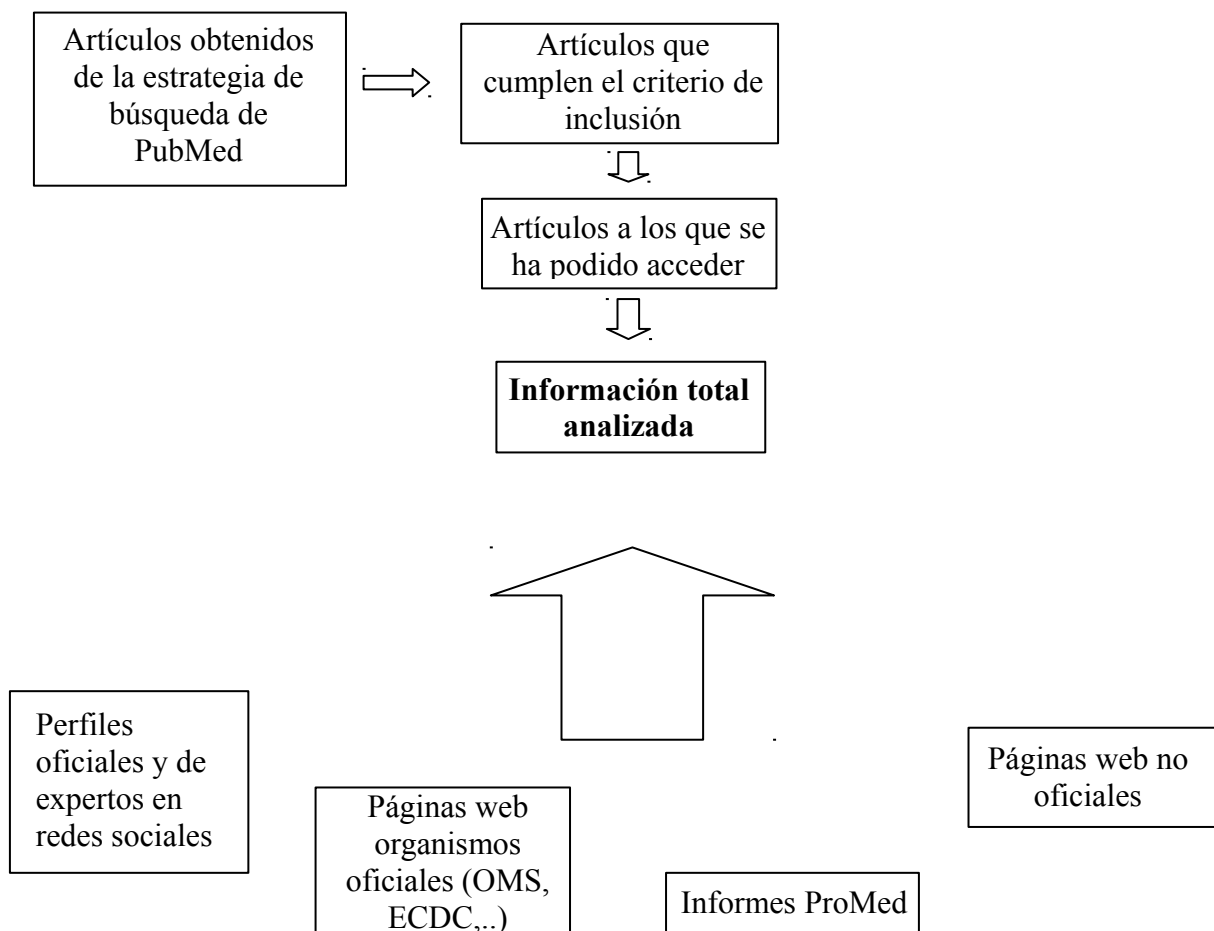 Artículos obtenidos
de la estrategia de
búsqueda de
PubMed
Artículos que
cumplen el criterio de
inclusión
Artículos a los que se
ha podido acceder
Información total
analizada
Perfiles
oficiales y de
expertos en
redes sociales
Páginas web
organismos
oficiales (OMS,
ECDC,..)
Informes ProMed
Páginas web no
oficiales